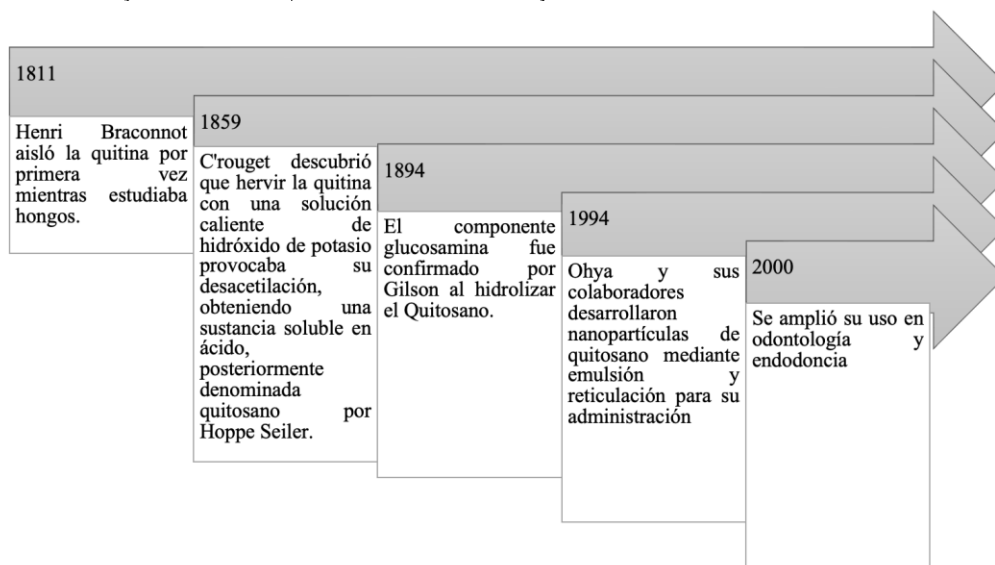 1811
Henri Braconnot
aisló la quitina por
primera vez
mientras estudiaba
hongos.
1859
C'rouget descubrió
que hervir la quitina
con una solución
caliente de
hidróxido de potasio
provocaba su
desacetilación,
obteniendo una
sustancia soluble en
ácido,
posteriormente
denominada
quitosano por
Hoppe Seiler.
1894
El componente
glucosamina fue
confirmado por
Gilson al hidrolizar
el Quitosano.
1994
Ohya y sus
colaboradores
desarrollaron
nanopartículas de
quitosano mediante
emulsión y
reticulación para su
administración
2000
Se amplió su uso en
odontología y
endodoncia